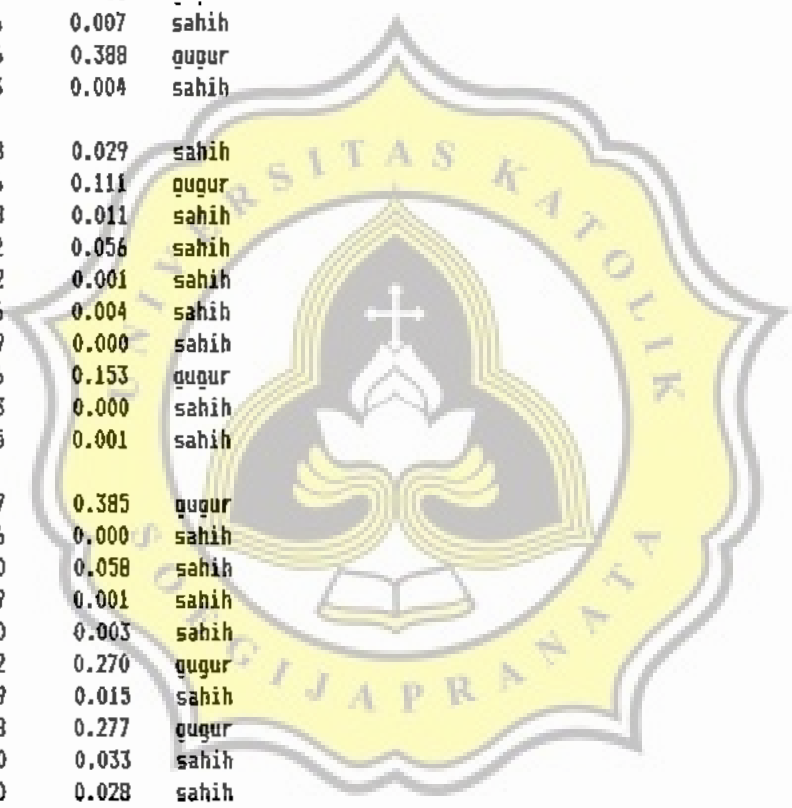 0.007 sahih
0.388 gugur
0.004 sahih
0.029 sahih
0.111 gugur
0.011 sahih
0.056 sahih
0.001 sahih
0.004 sahih
0.000 sahih
0.153 gugur
0.000 sahih
0.001 sahih
0.385 gugur
0.000 sahih
0.058 sahih
0.001 sahih
0.003 sahih
0.270 gugur
0.015 sahih
0.277 gugur
0.033 sahih
0.028 sahih
UNIVERSITAS KATOLIK
SOEGIJAPRANATA